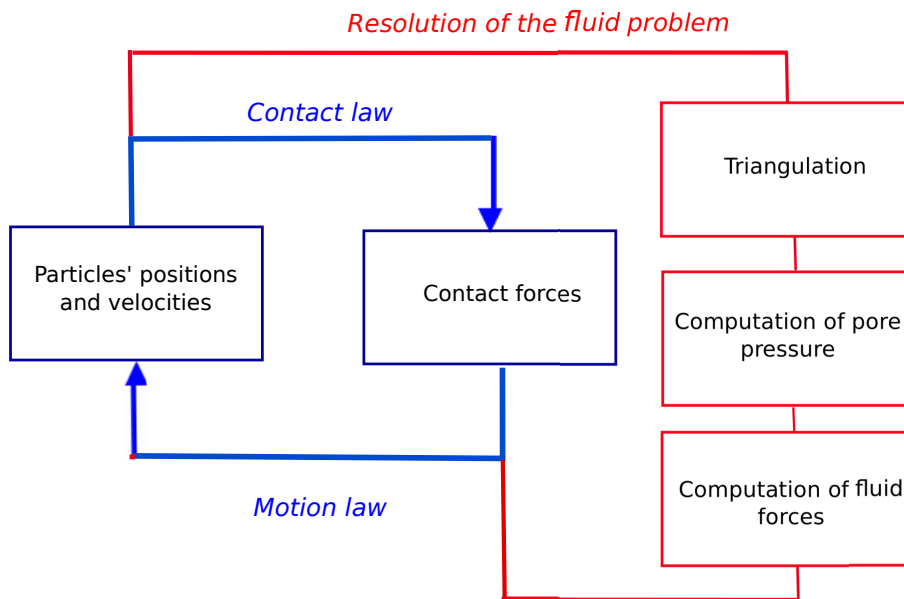 Resolution of the fluid problem
Contact law
Triangulation
Particles' positions
and velocities
Contact forces
Computation of pore
pressure
Motion law
Computation of fluid
forces